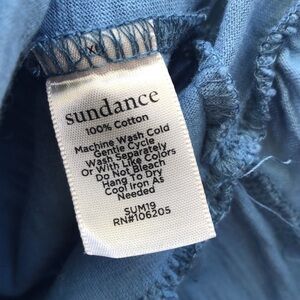 XL
sundance
100% Cotton
Machine Wash Cold
Gentle Cycle
Wash Separately
Or With Like Colors
Do Not Bleach
Hang To Dry
Cool Iron As
Needed
SUM19
RN#106205